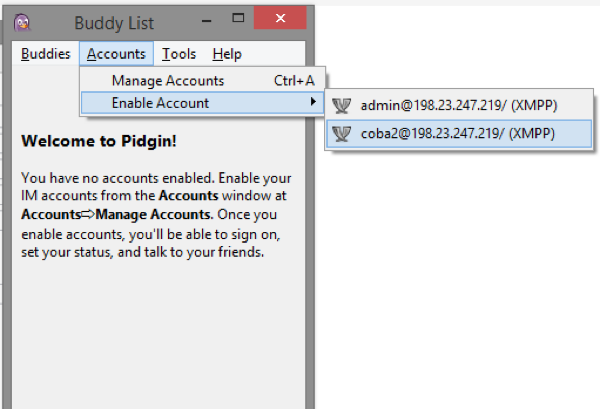 Buddy List
Buddies Accounts Tools Help
Manage Accounts Ctrl+A
Enable Account
admin@198.23.247.219/ (XMPP)
coba2@198.23.247.219/ (XMPP)
Welcome to Pidgin!
You have no accounts enabled. Enable your
IM accounts from the Accounts window at
Accounts⇨Manage Accounts. Once you
enable accounts, you'll be able to sign on,
set your status, and talk to your friends.